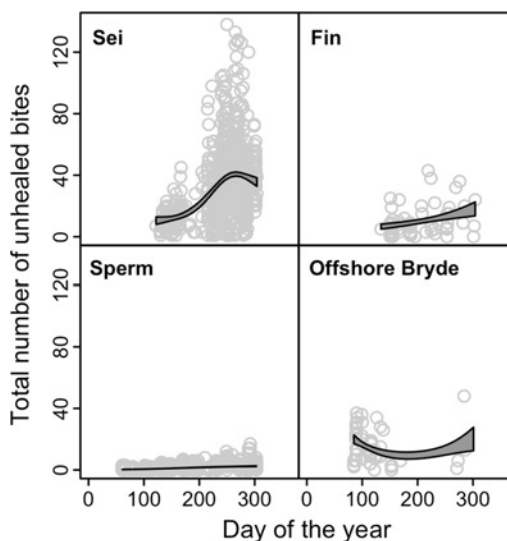 Total number of unhealed bites
Sei
Fin
120
80
40
0
Sperm
Offshore Bryde
120
80
40
0
0 100 200 300 0 100 200 300
Day of the year